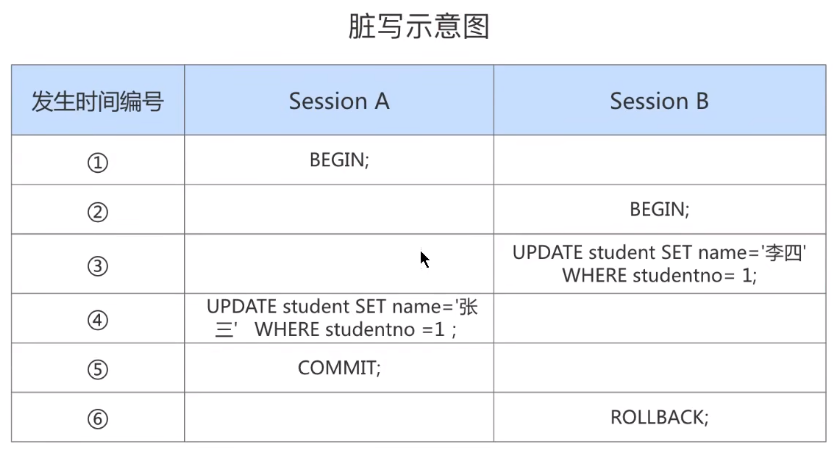 脏写示意图
发生时间编号 Session A Session B
① BEGIN;
② BEGIN;
③ UPDATE student SET name='李四'
WHERE studentno= 1;
④ UPDATE student SET name='张
三' WHERE studentno =1 ;
⑤ COMMIT;
⑥ ROLLBACK;